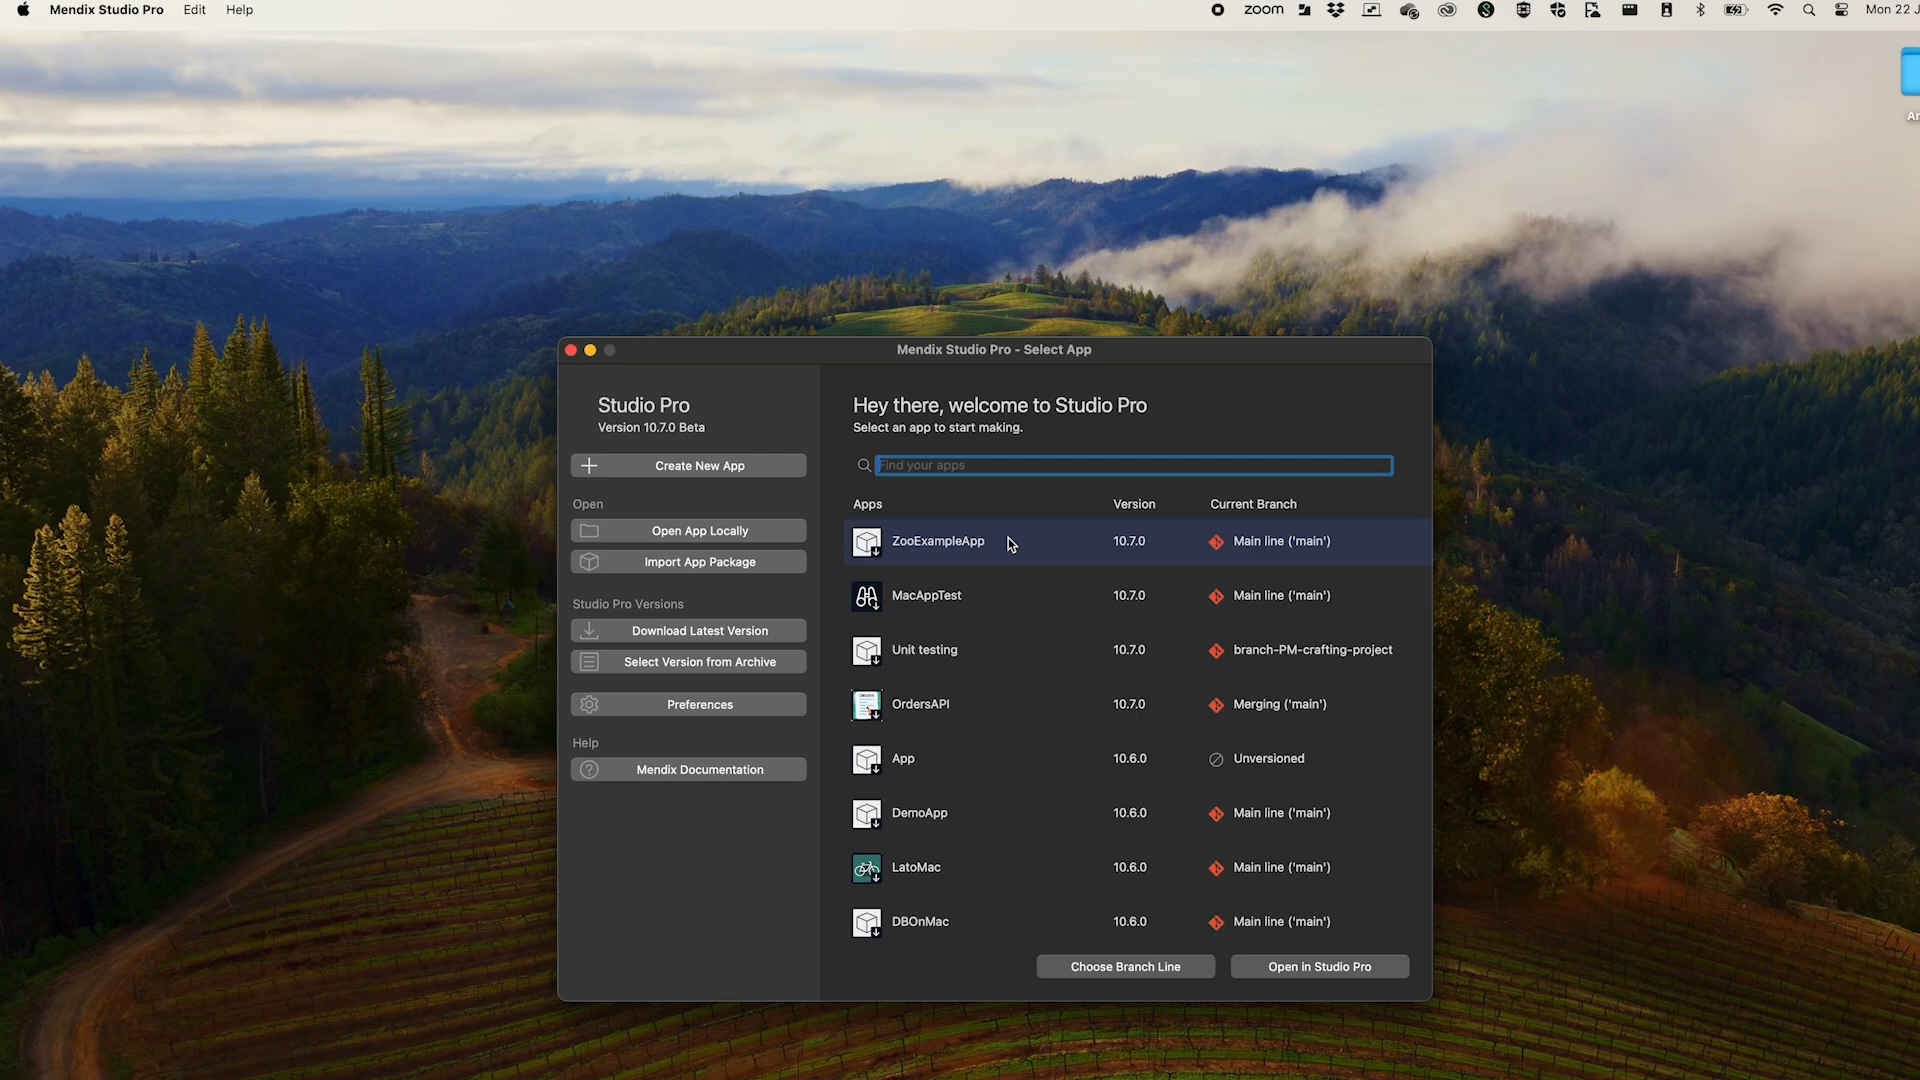 Mendix Studio Pro Edit Help
zoom
Mon 22 J
Ar
Mendix Studio Pro - Select App
Studio Pro
Version 10.7.0 Beta
Create New App
Open
Open App Locally
Import App Package
Studio Pro Versions
Download Latest Version
Select Version from Archive
Preferences
Help
Mendix Documentation
Hey there, welcome to Studio Pro
Select an app to start making.
Find your apps
Apps Version Current Branch
ZooExampleApp 10.7.0 Main line ('main')
MacAppTest 10.7.0 Main line ('main')
Unit testing 10.7.0 branch-PM-crafting-project
OrdersAPI 10.7.0 Merging ('main')
App 10.6.0 Unversioned
DemoApp 10.6.0 Main line ('main')
LatoMac 10.6.0 Main line ('main')
DBOnMac 10.6.0 Main line ('main')
Choose Branch Line Open in Studio Pro